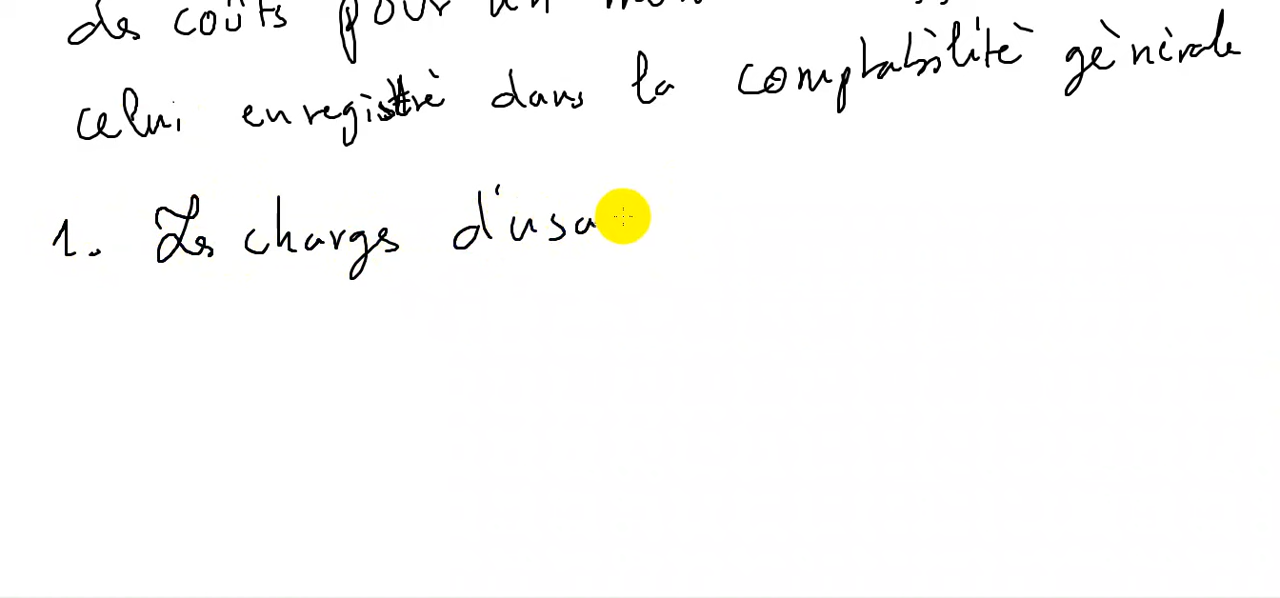 des coûts pour un
celui enregistré dans la comptabilité générale
1. Les charges d'usa